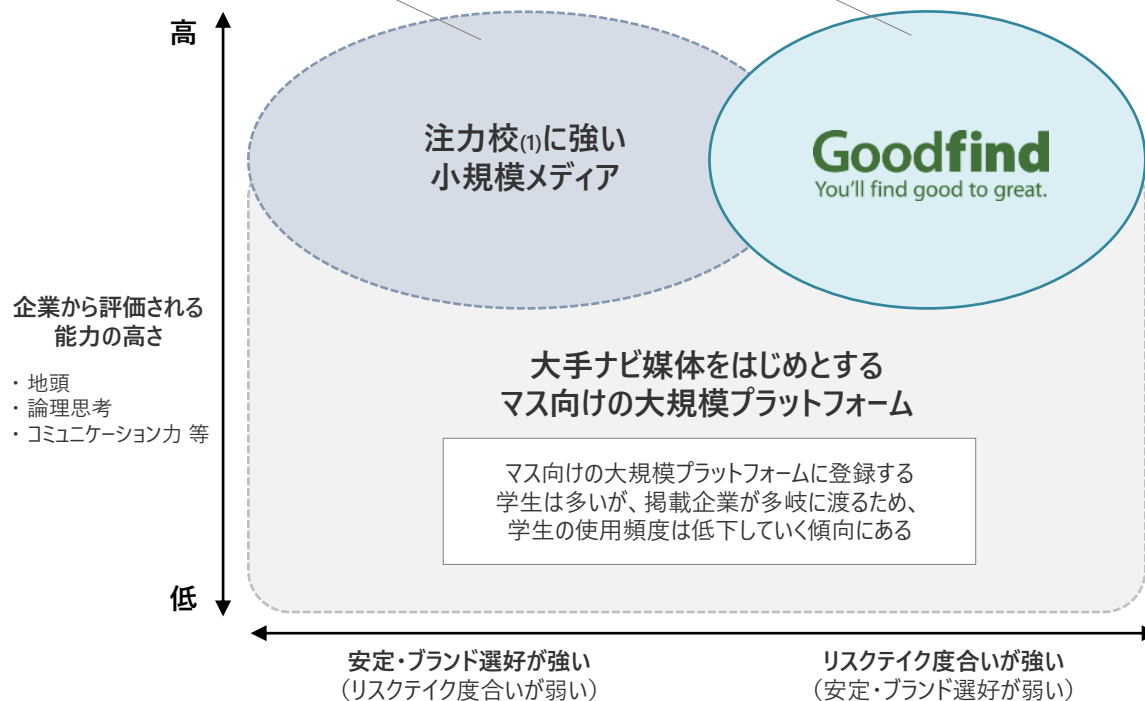 高
注力校(1)に強い
小規模メディア
Goodfind
You'll find good to great.
企業から評価される
能力の高さ
・ 地頭
・ 論理思考
・ コミュニケーション力 等
大手ナビ媒体をはじめとする
マス向けの大規模プラットフォーム
マス向けの大規模プラットフォームに登録する
学生は多いが、掲載企業が多岐に渡るため、
学生の使用頻度は低下していく傾向にある
低
安定・ブランド選好が強い
（リスクテイク度合いが弱い）
リスクテイク度合いが強い
（安定・ブランド選好が弱い）